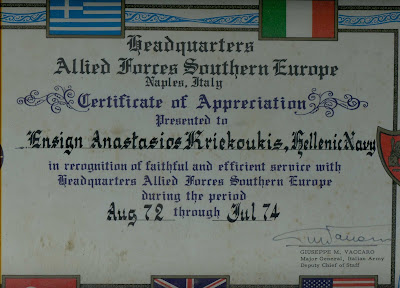 Headquarters
Allied Forces Southern Europe
Naples, Italy
Certificate of Appreciation
Presented to
Ensign Anastasios Kriekoukis, Hellenic Navy
in recognition of faithful and efficient service with
Headquarters Allied Forces Southern Europe
during the period
Aug 72 through Jul 74
GIUSEPPE M. VACCARO
Major General, Italian Army
Deputy Chief of Staff